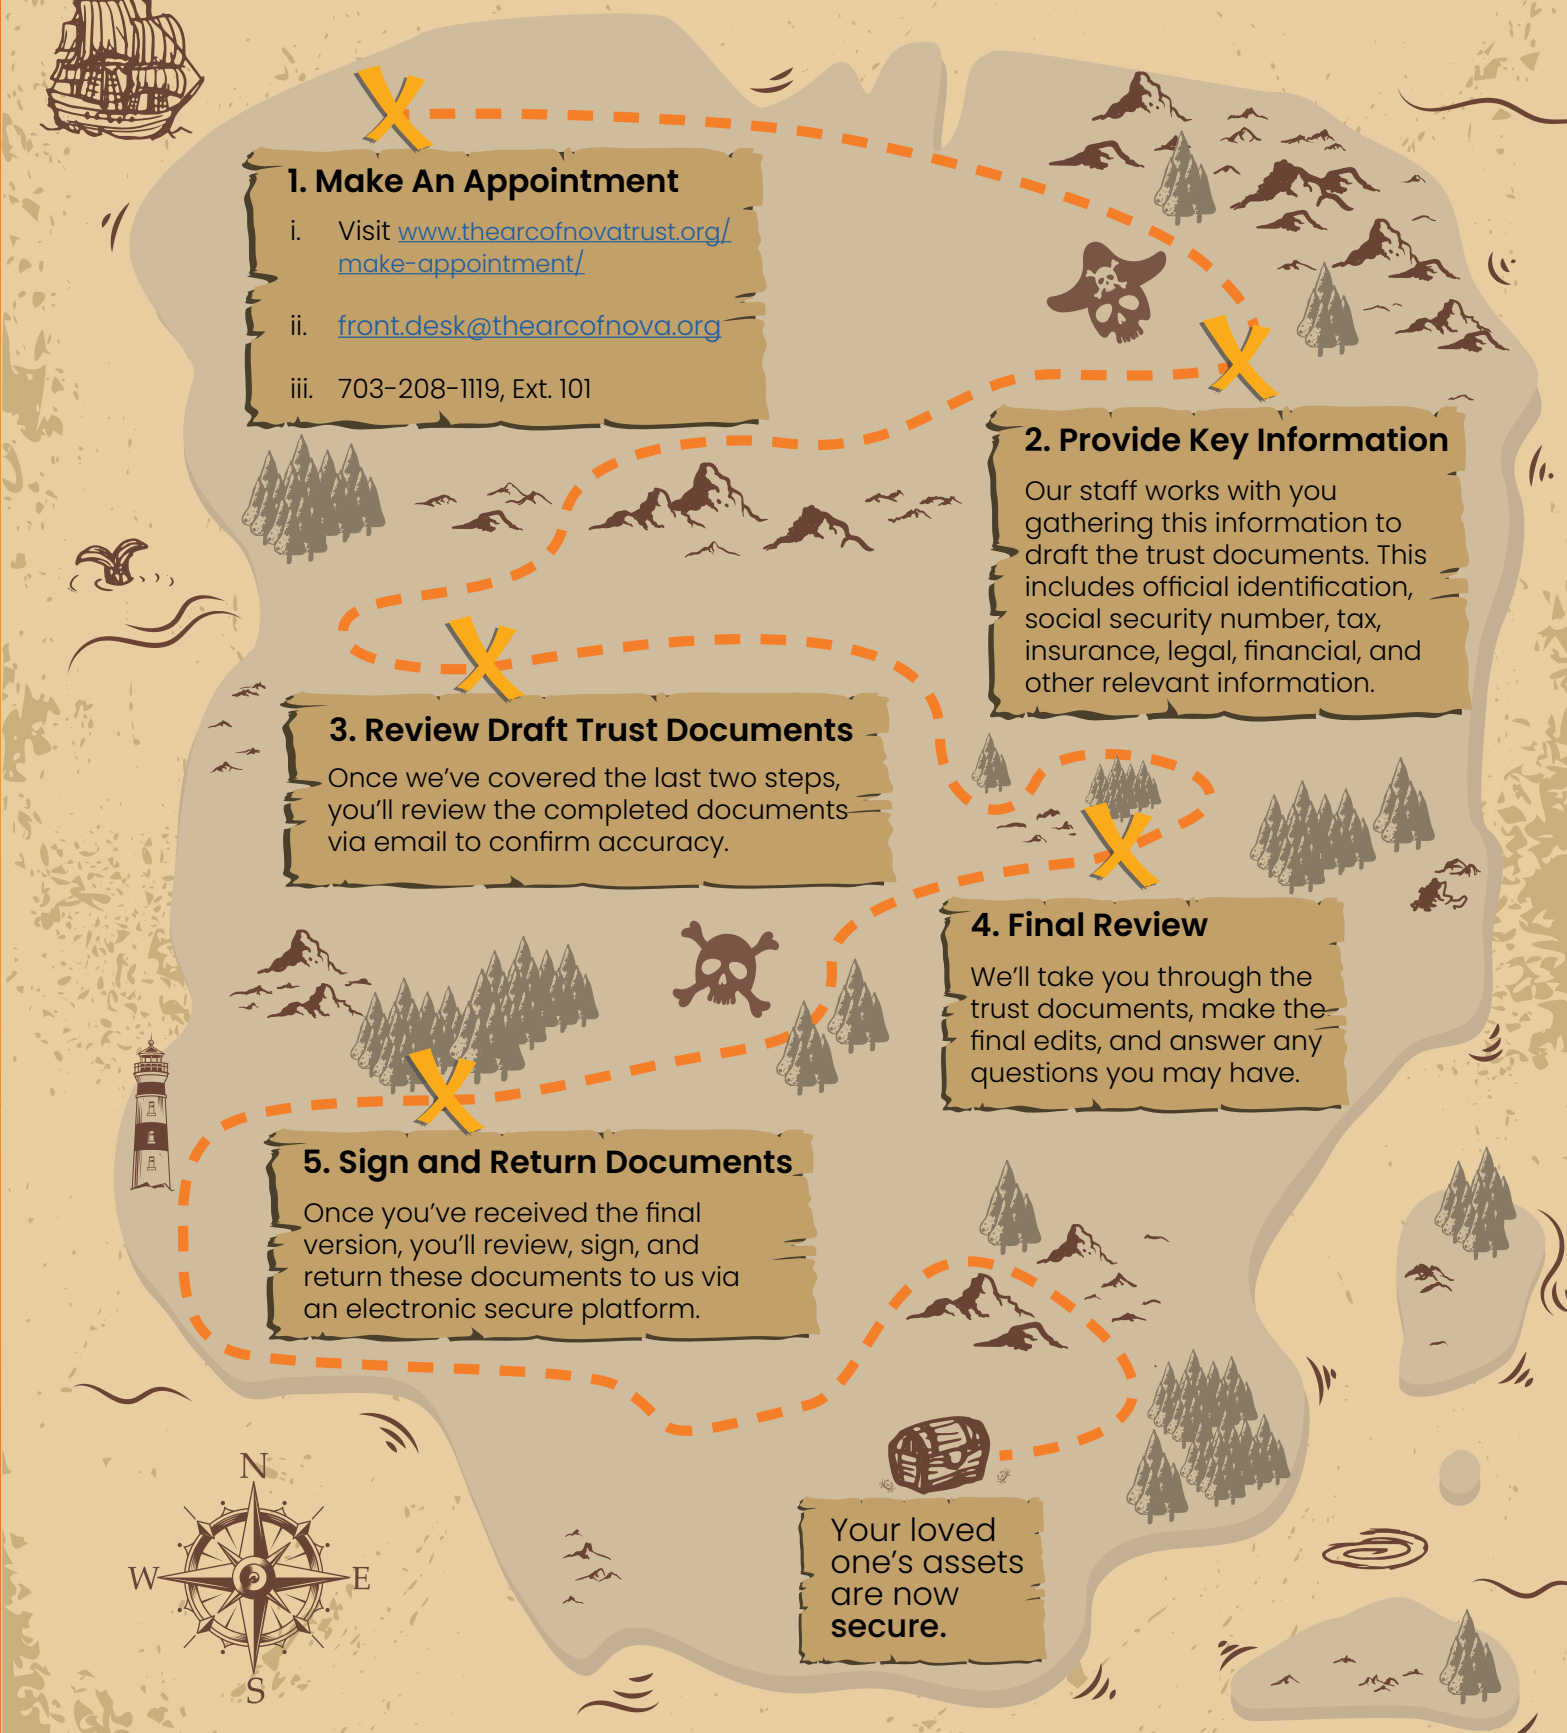 1. Make An Appointment
i. Visit www.thearcofnovatrust.org/
make-appointment/
ii. front.desk@thearcofnova.org
iii. 703-208-1119, Ext. 101
2. Provide Key Information
Our staff works with you
gathering this information to
draft the trust documents. This
includes official identification,
social security number, tax,
insurance, legal, financial, and
other relevant information.
3. Review Draft Trust Documents
Once we’ve covered the last two steps,
you’ll review the completed documents
via email to confirm accuracy.
4. Final Review
We’ll take you through the
trust documents, make the
final edits, and answer any
questions you may have.
5. Sign and Return Documents
Once you’ve received the final
version, you’ll review, sign, and
return these documents to us via
an electronic secure platform.
Your loved
one’s assets
are now
secure.
N
W E
S